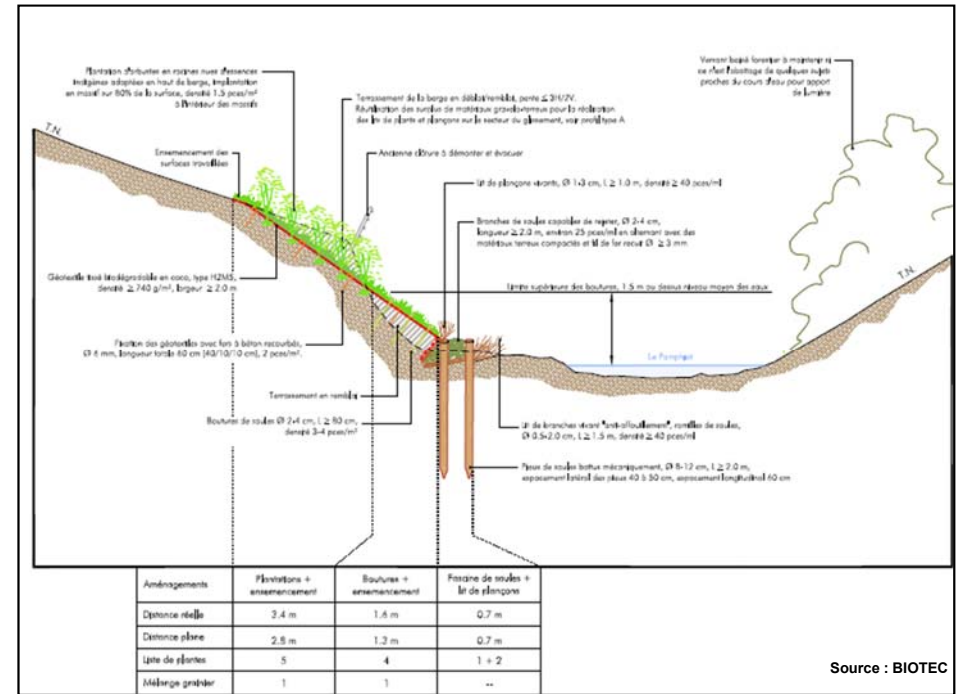 Plantation d'arbustes en racines nues d'essences
indigènes adaptées en haut de berge, implantation
en massif sur 80% de la surface, densité 1.5 pces/m²
à l'intérieur des massifs
Versant boisé forestier à maintenir si
ce n'est l'abattage de quelques sujets
proches du cours d'eau pour apport
de lumière
Terrassement de la berge en déblai/remblai, pente ≤ 3H/2V.
Réutilisation des surplus de matériaux gravelo-terreux pour la réalisation
des lits de plants et plançons sur le secteur du glissement, voir profil type A
T.N.
Ensemencement des
surfaces travaillées
Ancienne clôture à démonter et évacuer
Lit de plançons vivants, Ø 1-3 cm, L ≥ 1.0 m, densité ≥ 40 pces/ml
Branches de saules capables de rejeter, Ø 2-4 cm,
longueur ≥ 2.0 m, environ 25 pces/ml en alternant avec des
matériaux terreux compactés et fil de fer recuit Ø ≥ 3 mm
T.N.
Géotextile tissé biodégradable en coco, type H2M5,
densité ≥ 740 g/m², largeur ≥ 2.0 m
Limite supérieure des boutures, 1.5 m au dessus niveau moyen des eaux
Fixation des géotextiles avec fers à béton recourbés,
Ø 6 mm, longueur totale 60 cm (40/10/10 cm), 2 pces/m².
Le
Terrassement en remblai
Boutures de saules Ø 2-4 cm, L ≥ 80 cm,
densité 3-4 pces/m²
Lit de branches vivant "anti-affouillement", ramilles de saules,
Ø 0.5-2.0 cm, L ≥ 1.5 m, densité ≥ 40 pces/ml
Pieux de saules battus mécaniquement, Ø 8-12 cm, L ≥ 2.0 m,
espacement latéral des pieux 40 à 50 cm, espacement longitudinal 60 cm
Aménagements Plantations + ensemencement Boutures + ensemencement Fascine de saules + lit de plançons
Distance réelle 3.4 m 1.6 m 0.7 m
Distance plane 2.8 m 1.3 m 0.7 m
Liste de plantes 5 4 1 + 2
Mélange grainier 1 1 --
Source : BIOTEC